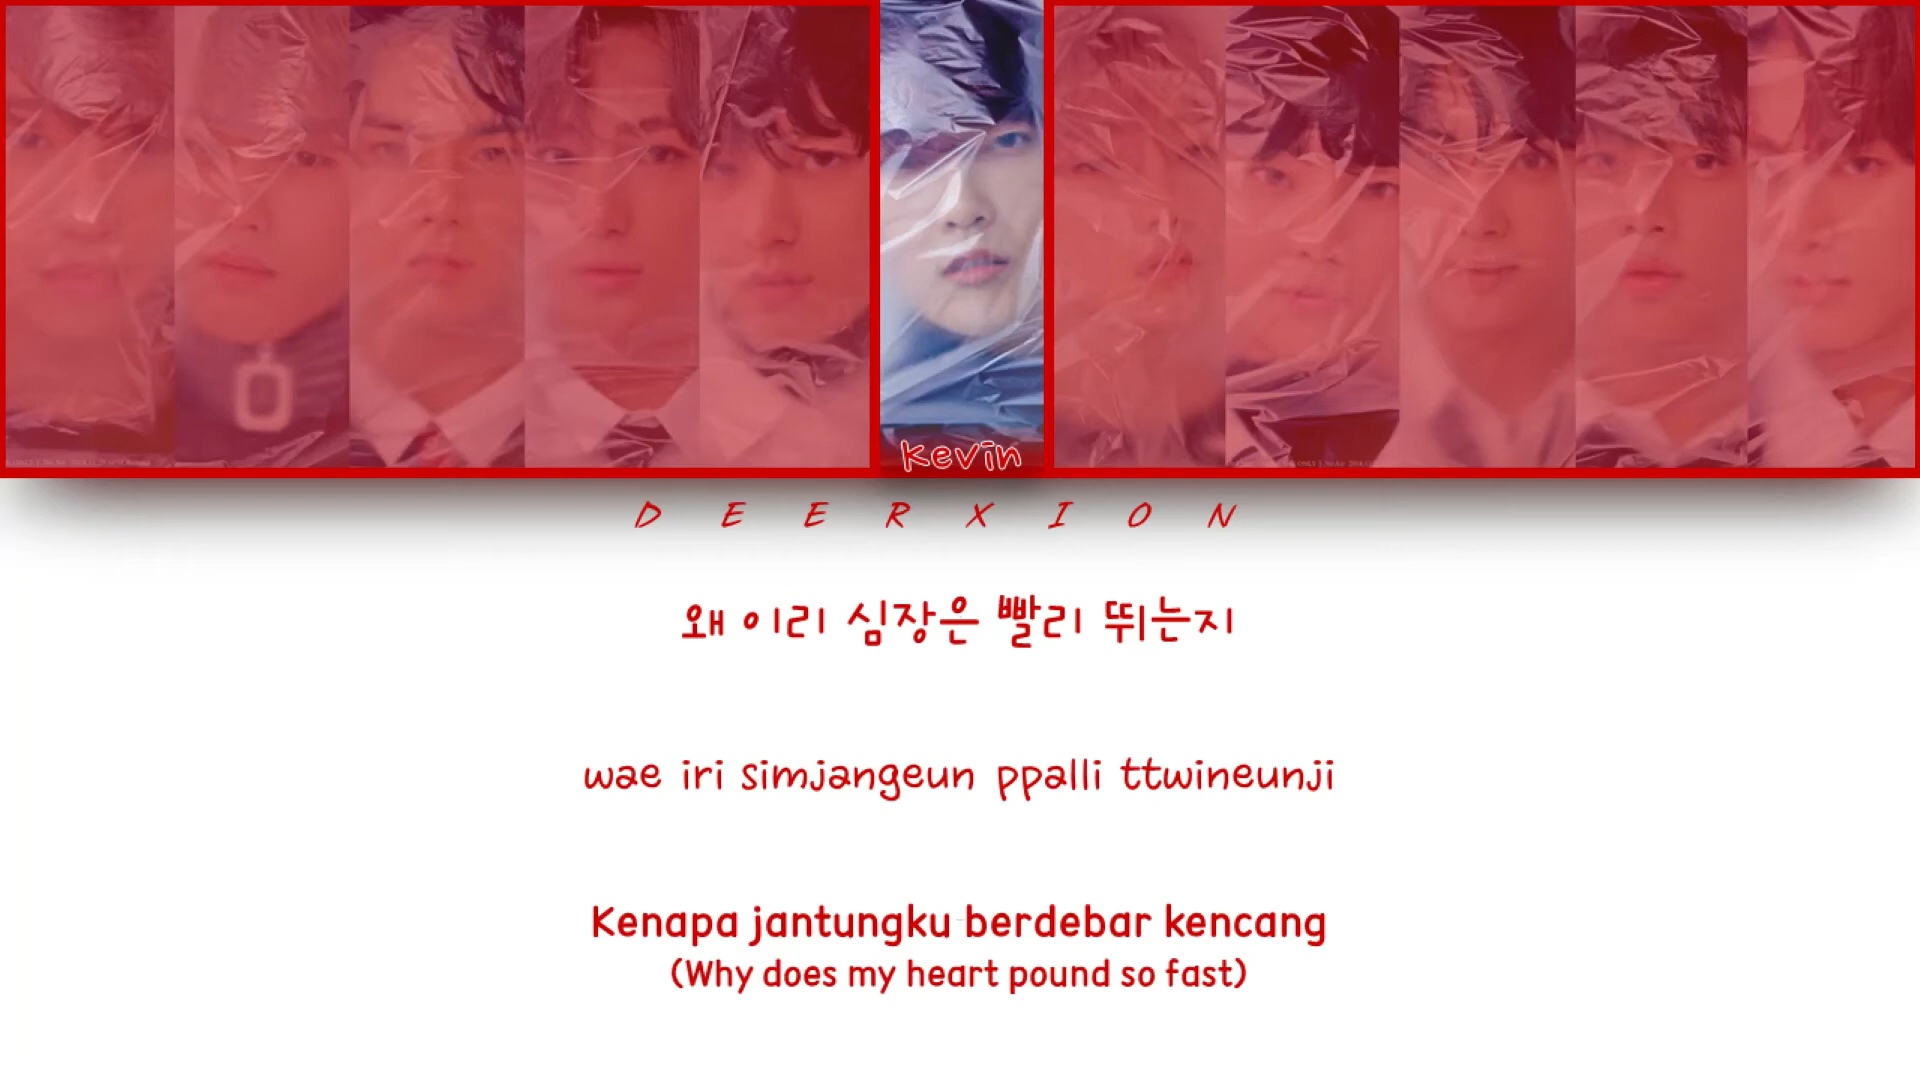 Kevin
DEERXION
왜 이리 심장은 빨리 뛰는지
wae iri simjangeun ppalli ttwineunji
Kenapa jantungku berdebar kencang
(Why does my heart pound so fast)